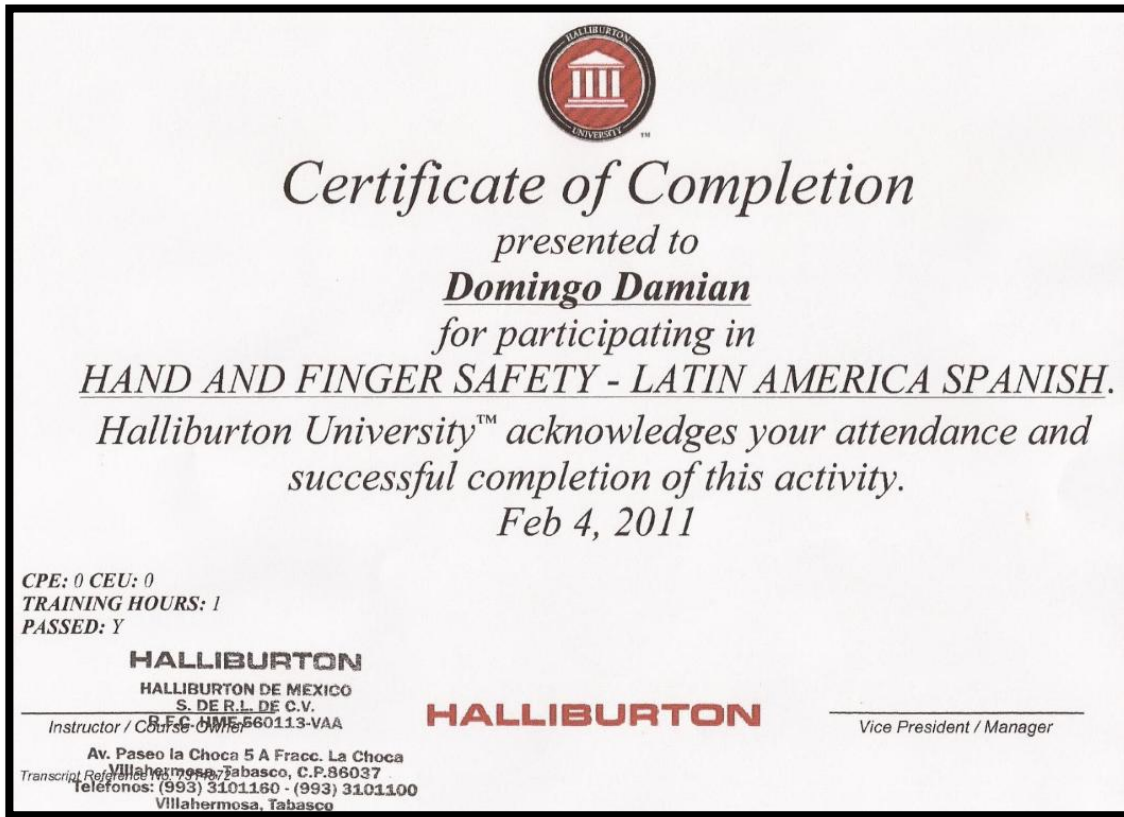 HALLIBURTON
UNIVERSITY ™
Certificate of Completion
presented to
Domingo Damian
for participating in
HAND AND FINGER SAFETY - LATIN AMERICA SPANISH.
Halliburton University™ acknowledges your attendance and
successful completion of this activity.
Feb 4, 2011
CPE: 0 CEU: 0
TRAINING HOURS: 1
PASSED: Y
HALLIBURTON
HALLIBURTON DE MEXICO
S. DE R.L. DE C.V.
R.F.C. HME-560113-VAA
Instructor / Course Owner
HALLIBURTON
Vice President / Manager
Av. Paseo la Choca 5 A Fracc. La Choca
Villahermosa, Tabasco, C.P.86037
Transcript Reference No.
Teléfonos: (993) 3101160 - (993) 3101100
Villahermosa, Tabasco